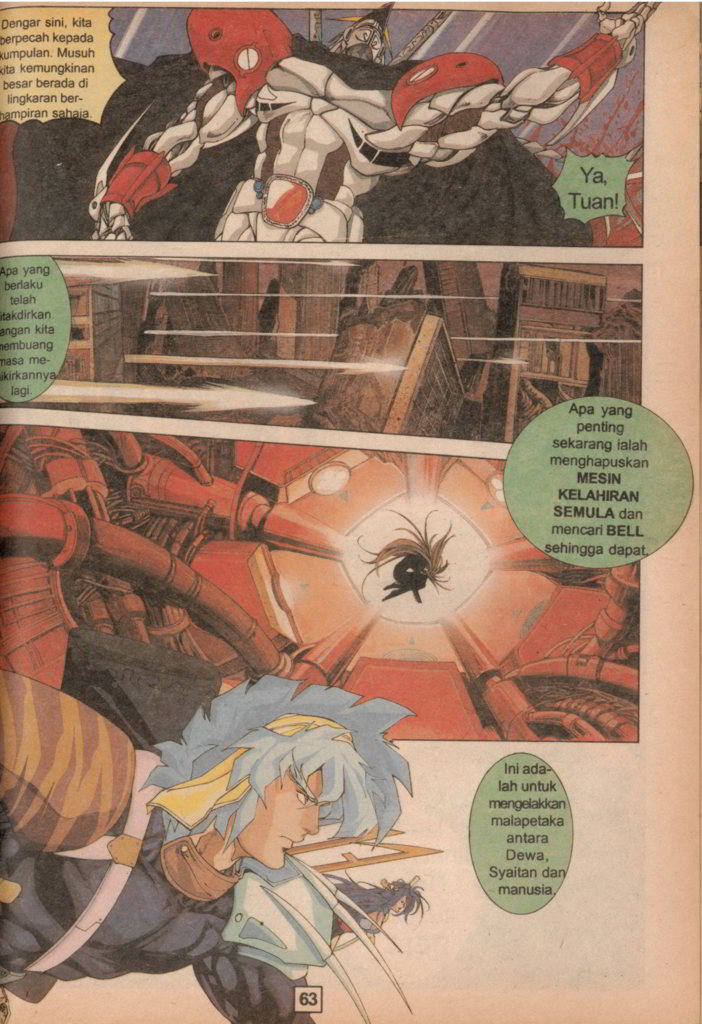 Dengar sini, kita
berpecah kepada
kumpulan. Musuh
kita kemungkinan
besar berada di
lingkaran ber-
hampiran sahaja.
Ya,
Tuan!
Apa yang
berlaku
telah
itakdirkan.
angan kita
membuang
masa me-
ikirkannya
lagi.
Apa yang
penting
sekarang ialah
menghapuskan
MESIN
KELAHIRAN
SEMULA dan
mencari BELL
sehingga dapat.
Ini ada-
lah untuk
mengelakkan
malapetaka
antara
Dewa,
Syaitan dan
manusia.
63